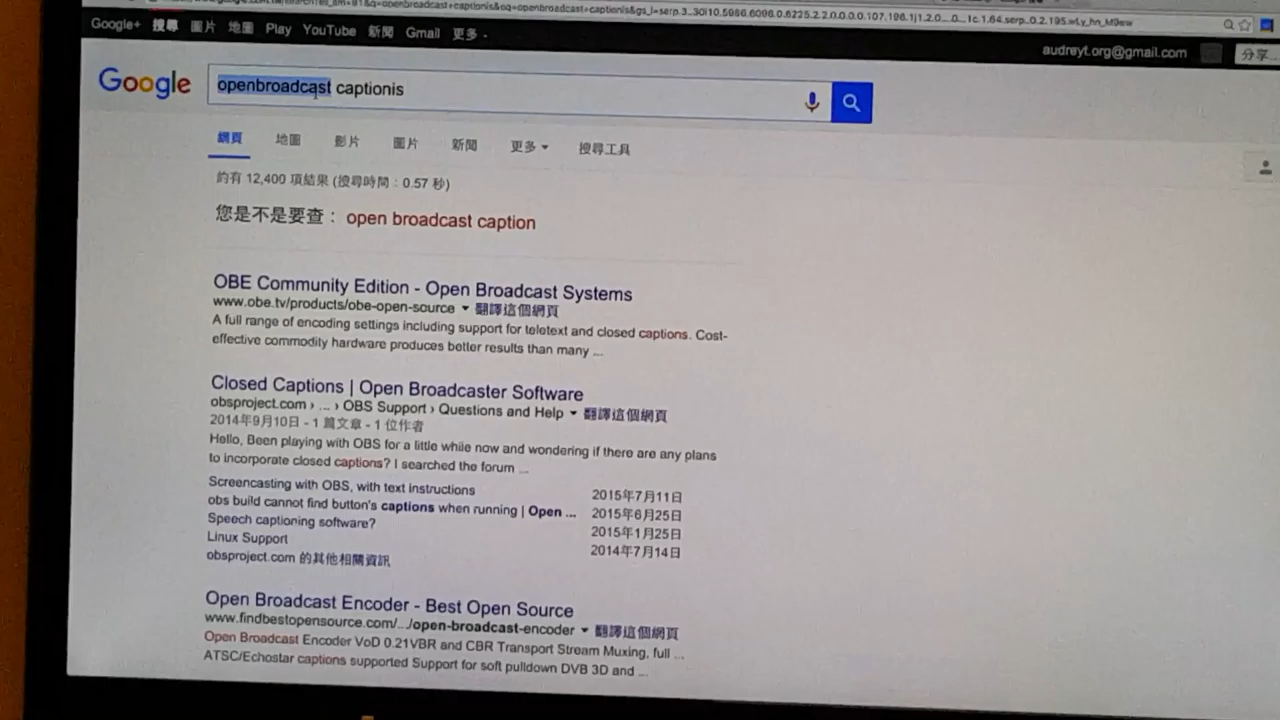 Google+ 搜尋 圖片 地圖 Play YouTube 新聞 Gmail 更多
audreyt.org@gmail.com 分享
Google openbroadcast captionis
網頁 地圖 影片 圖片 新聞 更多 搜尋工具
約有 12,400 項結果 (搜尋時間：0.57 秒)
您是不是要查： open broadcast caption
OBE Community Edition - Open Broadcast Systems
www.obe.tv/products/obe-open-source 翻譯這個網頁
A full range of encoding settings including support for teletext and closed captions. Cost-
effective commodity hardware produces better results than many ...
Closed Captions | Open Broadcaster Software
obsproject.com › ... › OBS Support › Questions and Help 翻譯這個網頁
2014年9月10日 - 1 篇文章 - 1 位作者
Hello, Been playing with OBS for a little while now and wondering if there are any plans
to incorporate closed captions? I searched the forum ...
Screencasting with OBS, with text instructions 2015年7月11日
obs build cannot find button's captions when running | Open ... 2015年6月25日
Speech captioning software? 2015年1月25日
Linux Support 2014年7月14日
obsproject.com 的其他相關資訊
Open Broadcast Encoder - Best Open Source
www.findbestopensource.com/.../open-broadcast-encoder 翻譯這個網頁
Open Broadcast Encoder VoD 0.21VBR and CBR Transport Stream Muxing, full ...
ATSC/Echostar captions supported Support for soft pulldown DVB 3D and ...